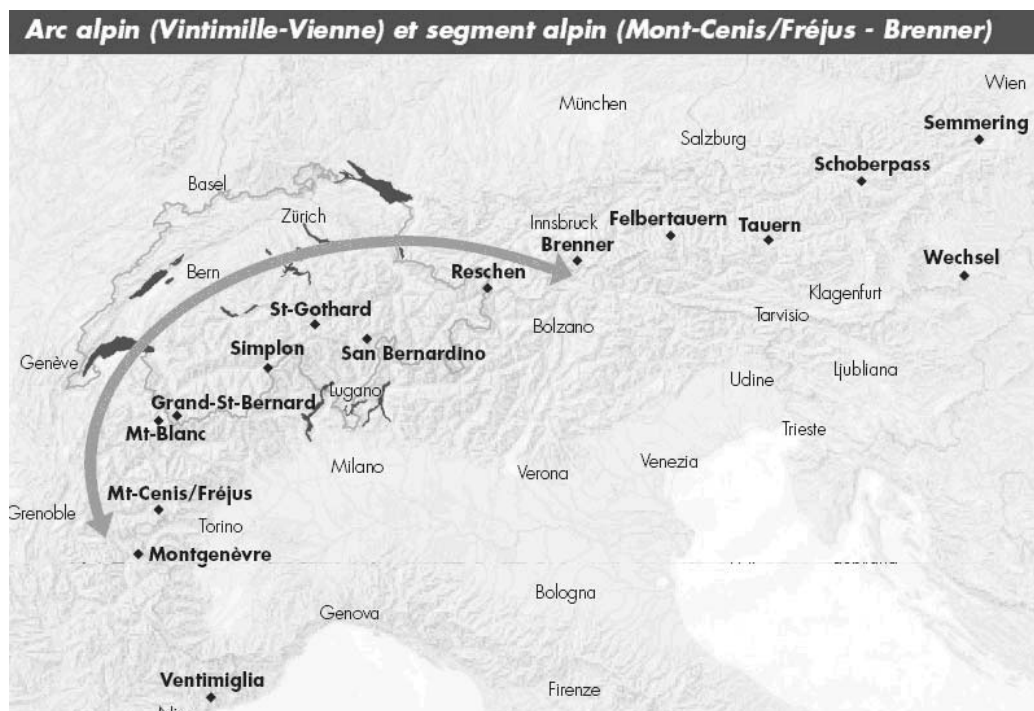 Arc alpin (Vintimille-Vienne) et segment alpin (Mont-Cenis/Fréjus - Brenner)
Wien
München
Semmering
Salzburg
Schoberpass
Basel
Zürich
Innsbruck
Felbertauern
Tauern
Brenner
Bern
Reschen
Wechsel
Klagenfurt
St-Gothard
Bolzano
Tarvisio
Simplon
San Bernardino
Genève
Ljubliana
Udine
Lugano
Grand-St-Bernard
Mt-Blanc
Trieste
Milano
Verona
Venezia
Mt-Cenis/Fréjus
Grenoble
Torino
Montgenèvre
Bologna
Genova
Ventimiglia
Firenze